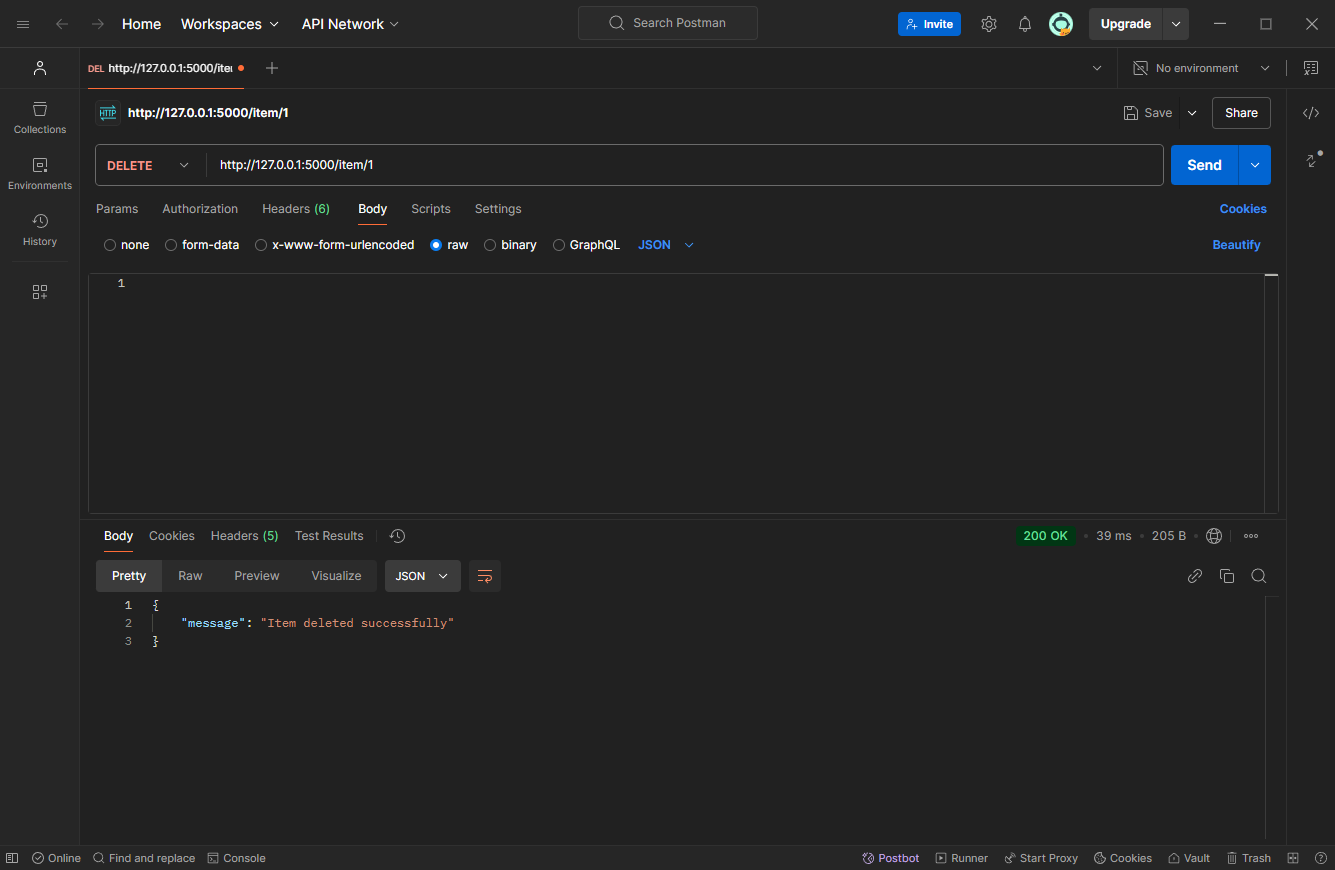 Home Workspaces API Network Search Postman Invite Upgrade
DEL http://127.0.0.1:5000/iter No environment
HTTP http://127.0.0.1:5000/item/1 Save Share
Collections
Environments
History
DELETE http://127.0.0.1:5000/item/1 Send
Params Authorization Headers (6) Body Scripts Settings Cookies
none form-data x-www-form-urlencoded raw binary GraphQL JSON Beautify
1
Body Cookies Headers (5) Test Results 200 OK 39 ms 205 B
Pretty Raw Preview Visualize JSON
1 {
2 "message": "Item deleted successfully"
3 }
Online Find and replace Console Postbot Runner Start Proxy Cookies Vault Trash